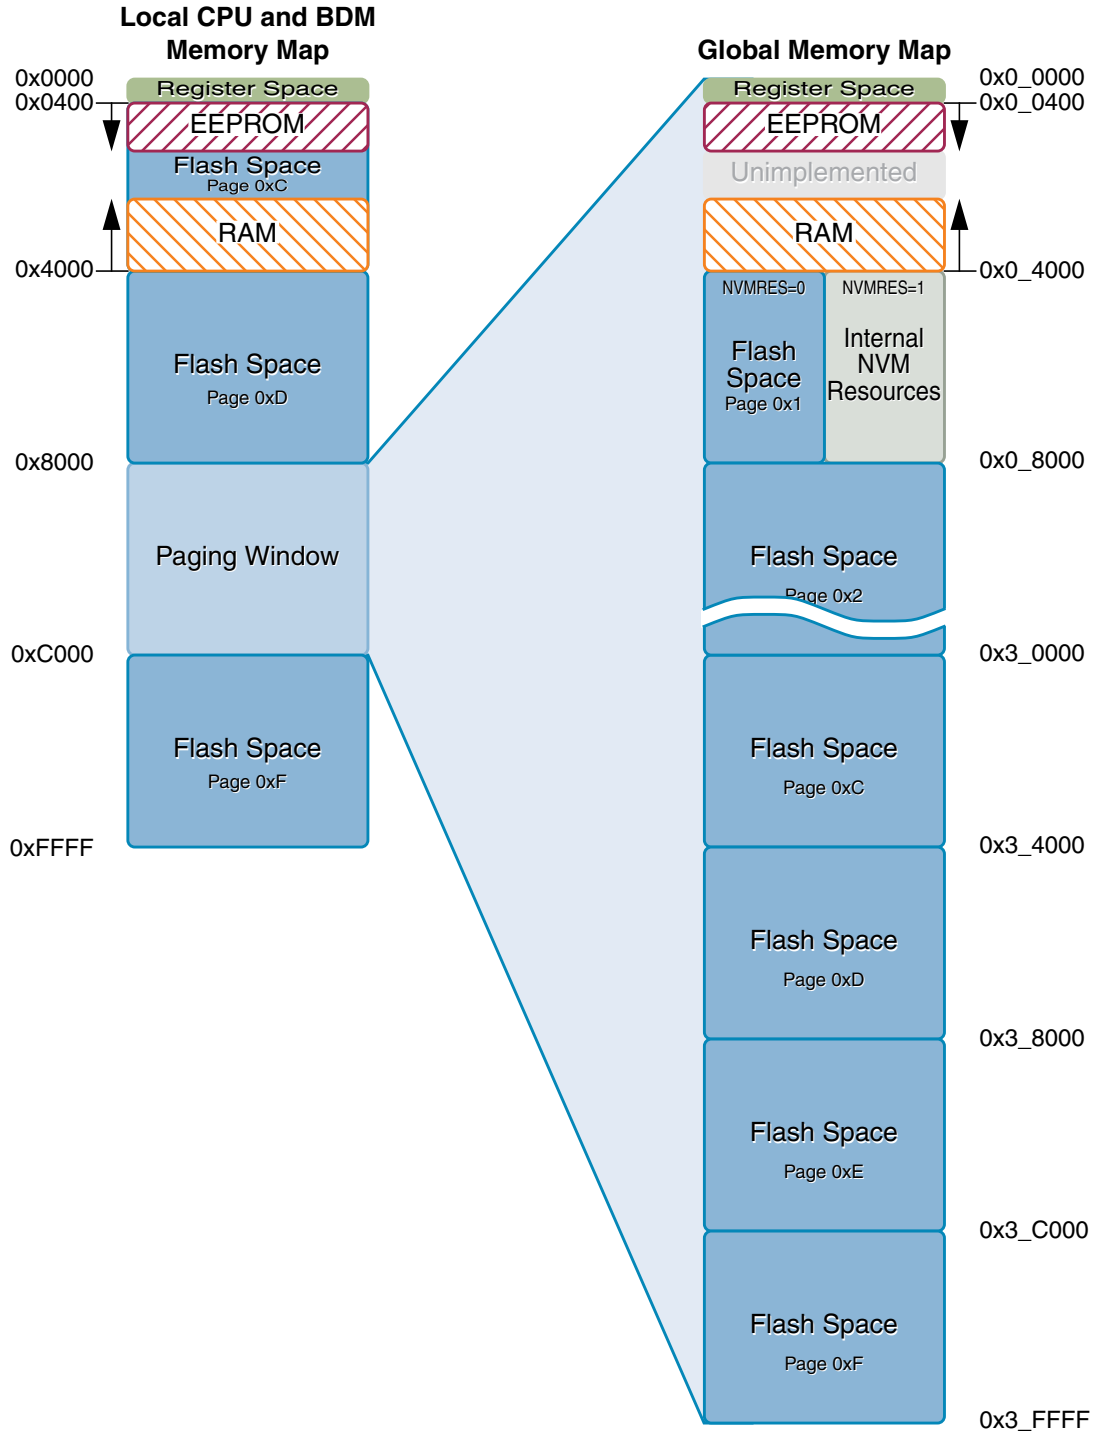 Local CPU and BDM
Memory Map
0x0000
0x0400
Register Space
EEPROM
Flash Space
Page 0xC
RAM
0x4000
Flash Space
Page 0xD
0x8000
Paging Window
0xC000
Flash Space
Page 0xF
0xFFFF
Global Memory Map
Register Space
0x0_0000
0x0_0400
EEPROM
Unimplemented
RAM
0x0_4000
NVMRES=0
Flash
Space
Page 0x1
NVMRES=1
Internal
NVM
Resources
0x0_8000
Flash Space
Page 0x2
0x3_0000
Flash Space
Page 0xC
0x3_4000
Flash Space
Page 0xD
0x3_8000
Flash Space
Page 0xE
0x3_C000
Flash Space
Page 0xF
0x3_FFFF